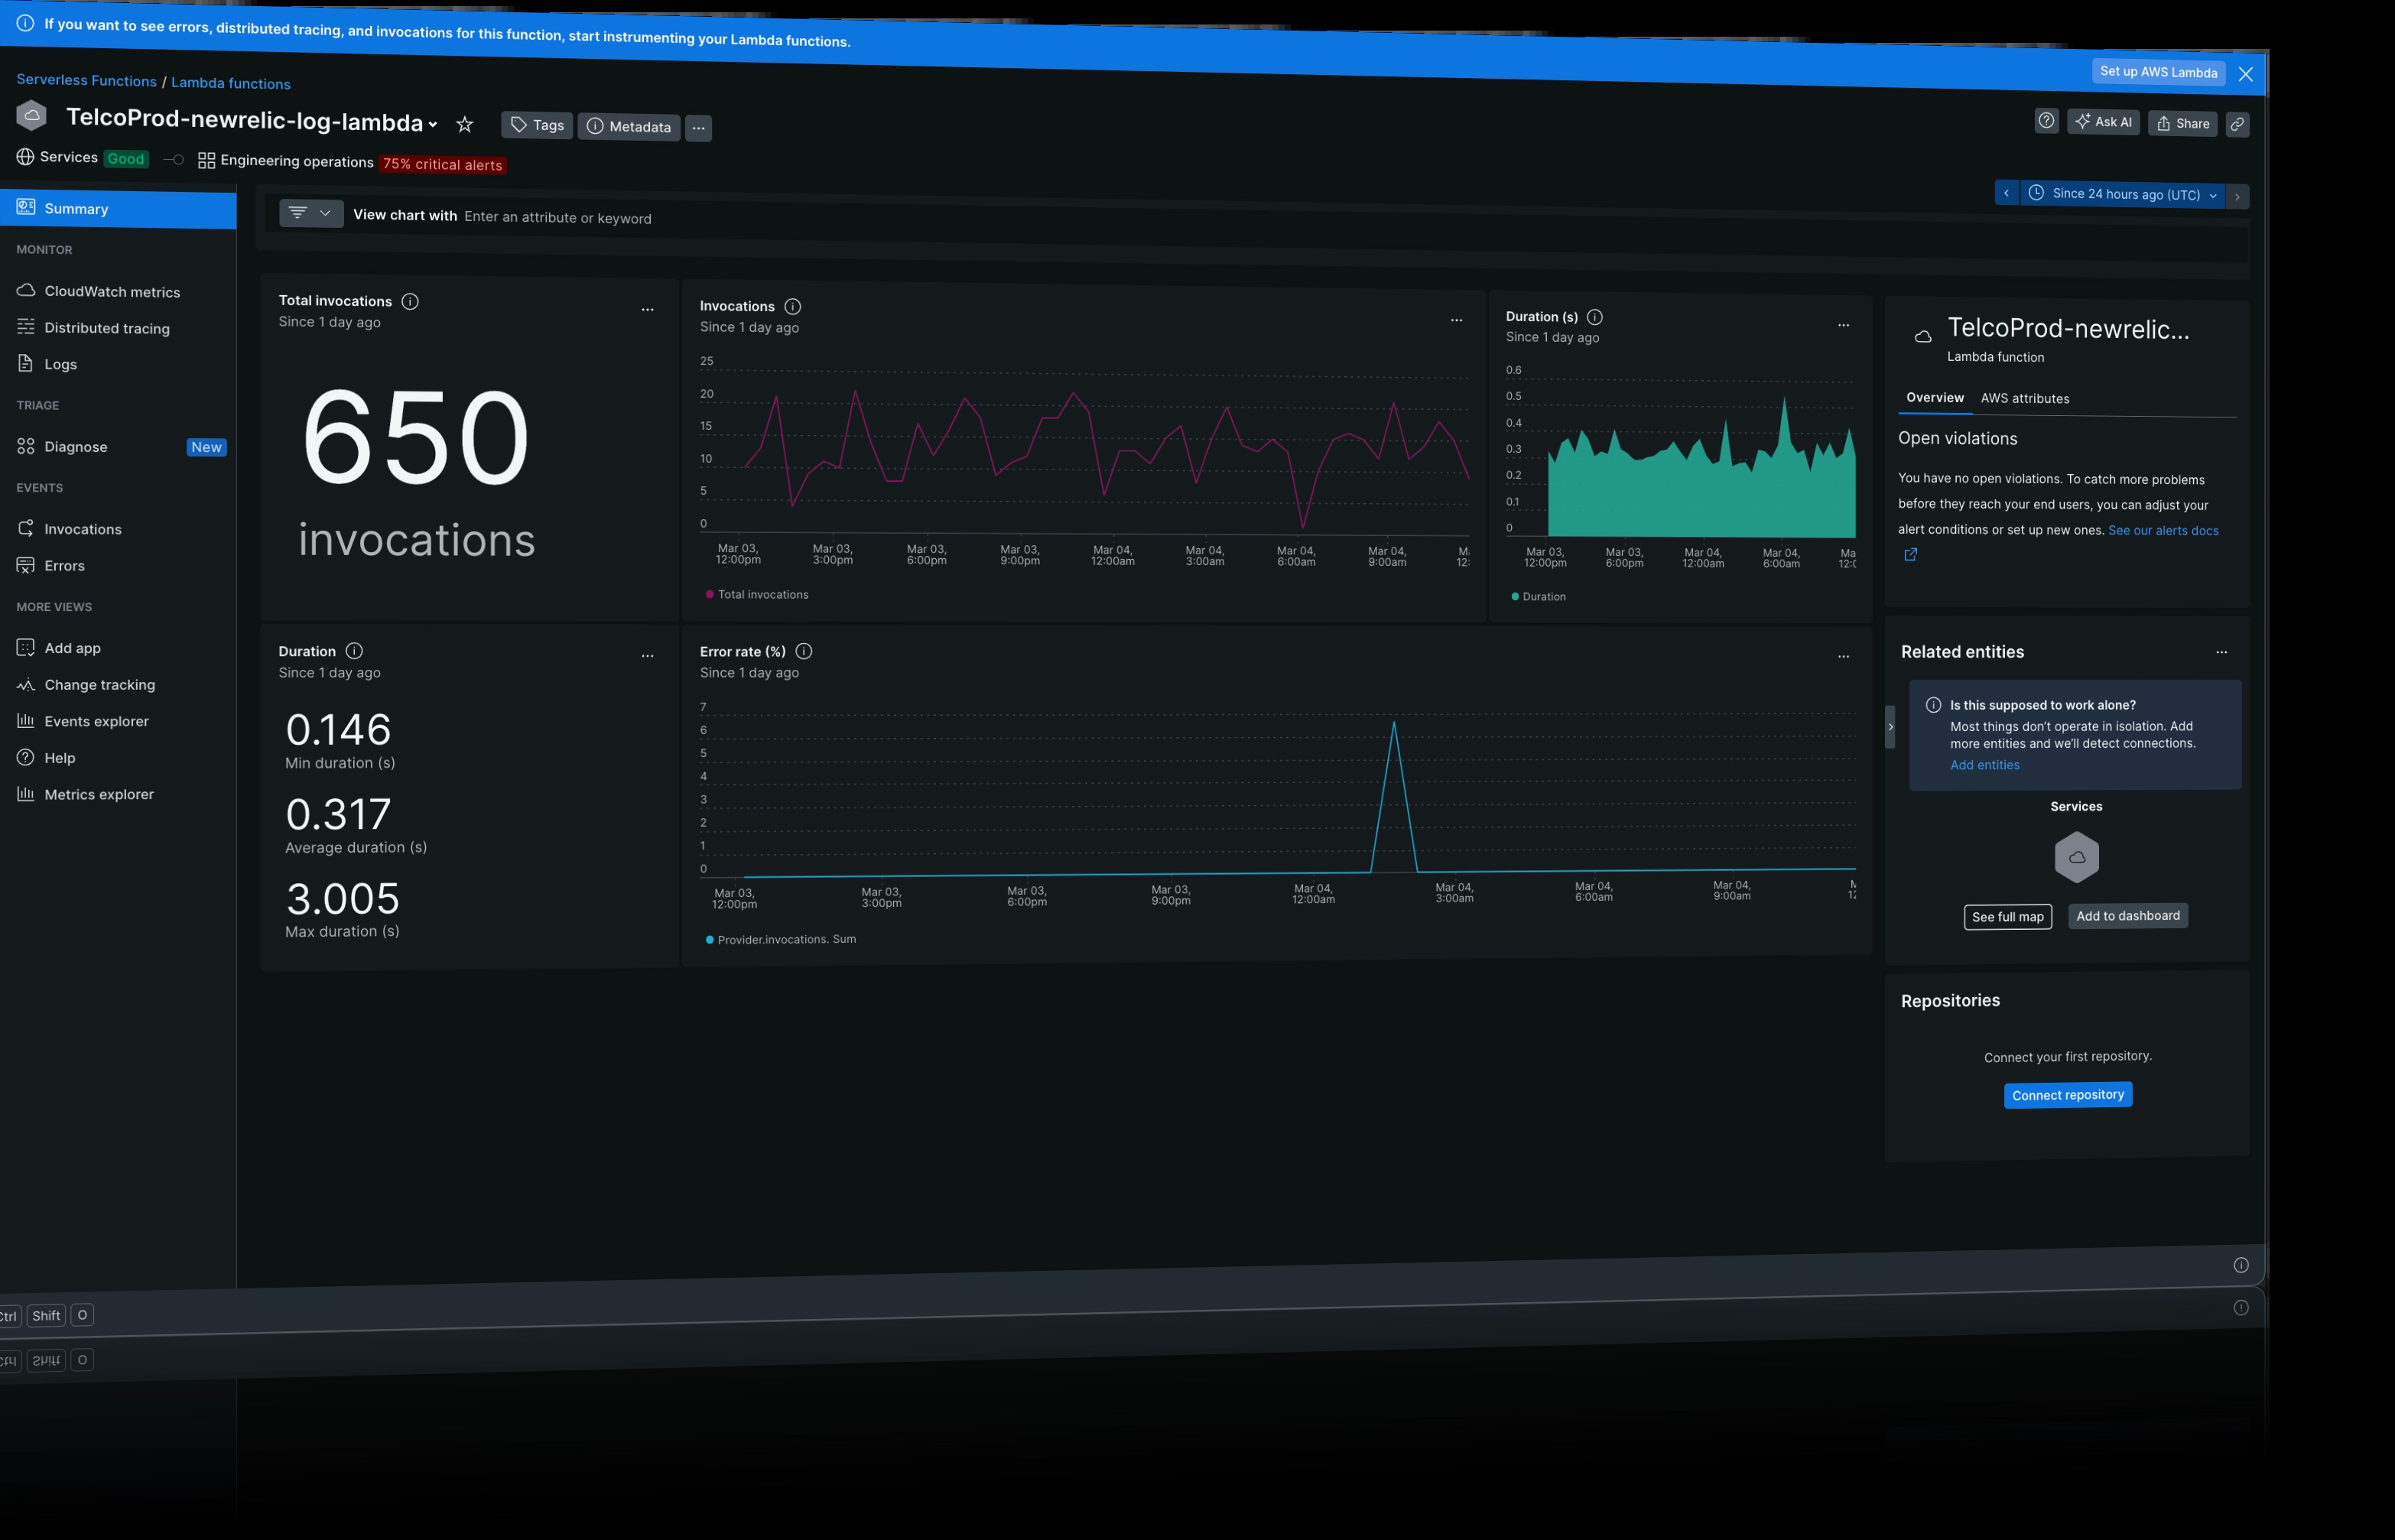 If you want to see errors, distributed tracing, and invocations for this function, start instrumenting your Lambda functions.
Set up AWS Lambda
Serverless Functions / Lambda functions
TelcoProd-newrelic-log-lambda
Tags
Metadata
...
Ask AI
Share
Services Good
Engineering operations 75% critical alerts
Since 24 hours ago (UTC)
Summary
MONITOR
CloudWatch metrics
Distributed tracing
Logs
TRIAGE
Diagnose New
EVENTS
Invocations
Errors
MORE VIEWS
Add app
Change tracking
Events explorer
Help
Metrics explorer
View chart with Enter an attribute or keyword
Total invocations
Since 1 day ago
650
invocations
Invocations
Since 1 day ago
25
20
15
10
5
0
Mar 03, 12:00pm
Mar 03, 3:00pm
Mar 03, 6:00pm
Mar 03, 9:00pm
Mar 04, 12:00am
Mar 04, 3:00am
Mar 04, 6:00am
Mar 04, 9:00am
Total invocations
Duration (s)
Since 1 day ago
0.6
0.5
0.4
0.3
0.2
0.1
0
Mar 03, 12:00pm
Mar 03, 6:00pm
Mar 04, 12:00am
Mar 04, 6:00am
Duration
Duration
Since 1 day ago
0.146
Min duration (s)
0.317
Average duration (s)
3.005
Max duration (s)
Error rate (%)
Since 1 day ago
7
6
5
4
3
2
1
0
Mar 03, 12:00pm
Mar 03, 3:00pm
Mar 03, 6:00pm
Mar 03, 9:00pm
Mar 04, 12:00am
Mar 04, 3:00am
Mar 04, 6:00am
Mar 04, 9:00am
Provider.invocations. Sum
TelcoProd-newrelic...
Lambda function
Overview
AWS attributes
Open violations
You have no open violations. To catch more problems
before they reach your end users, you can adjust your
alert conditions or set up new ones. See our alerts docs
Related entities
Is this supposed to work alone?
Most things don't operate in isolation. Add
more entities and we'll detect connections.
Add entities
Services
See full map
Add to dashboard
Repositories
Connect your first repository.
Connect repository
Ctrl Shift O